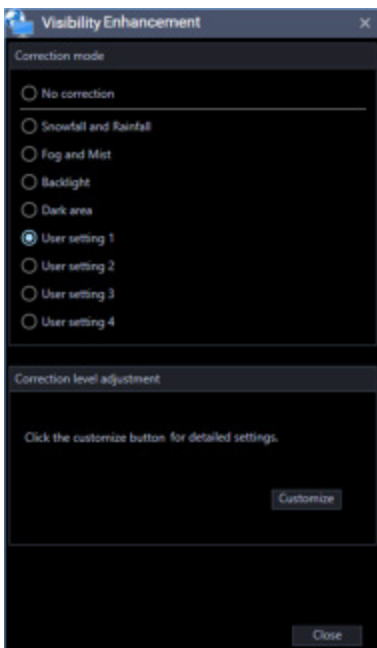 Visibility Enhancement
Correction mode
No correction
Snowfall and Rainfall
Fog and Mist
Backlight
Dark area
User setting 1
User setting 2
User setting 3
User setting 4
Correction level adjustment
Click the customize button for detailed settings.
Customize
Close